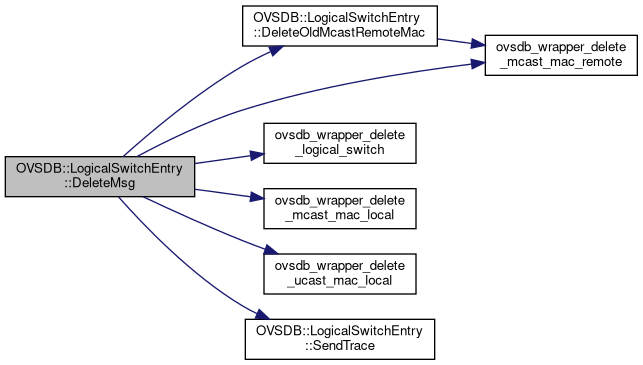 OVSDB::LogicalSwitchEntry
::DeleteOldMcastRemoteMac
ovsdb_wrapper_delete
_mcast_mac_remote
ovsdb_wrapper_delete
_logical_switch
OVSDB::LogicalSwitchEntry
::DeleteMsg
ovsdb_wrapper_delete
_mcast_mac_local
ovsdb_wrapper_delete
_ucast_mac_local
OVSDB::LogicalSwitchEntry
::SendTrace